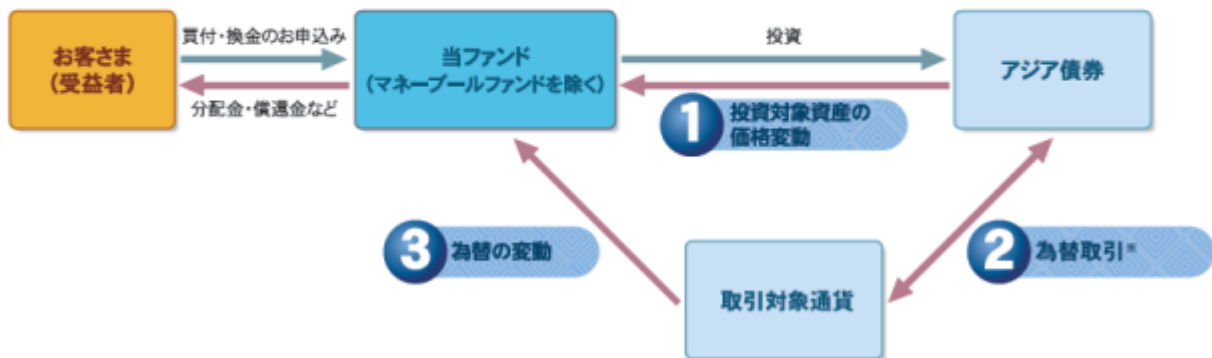 買付・換金のお申込み
お客さま
(受益者)
分配金・償還金など
当ファンド
(マネープールファンドを除く)
投資
アジア債券
1 投資対象資産の
価格変動
3 為替の変動
2 為替取引※
取引対象通貨